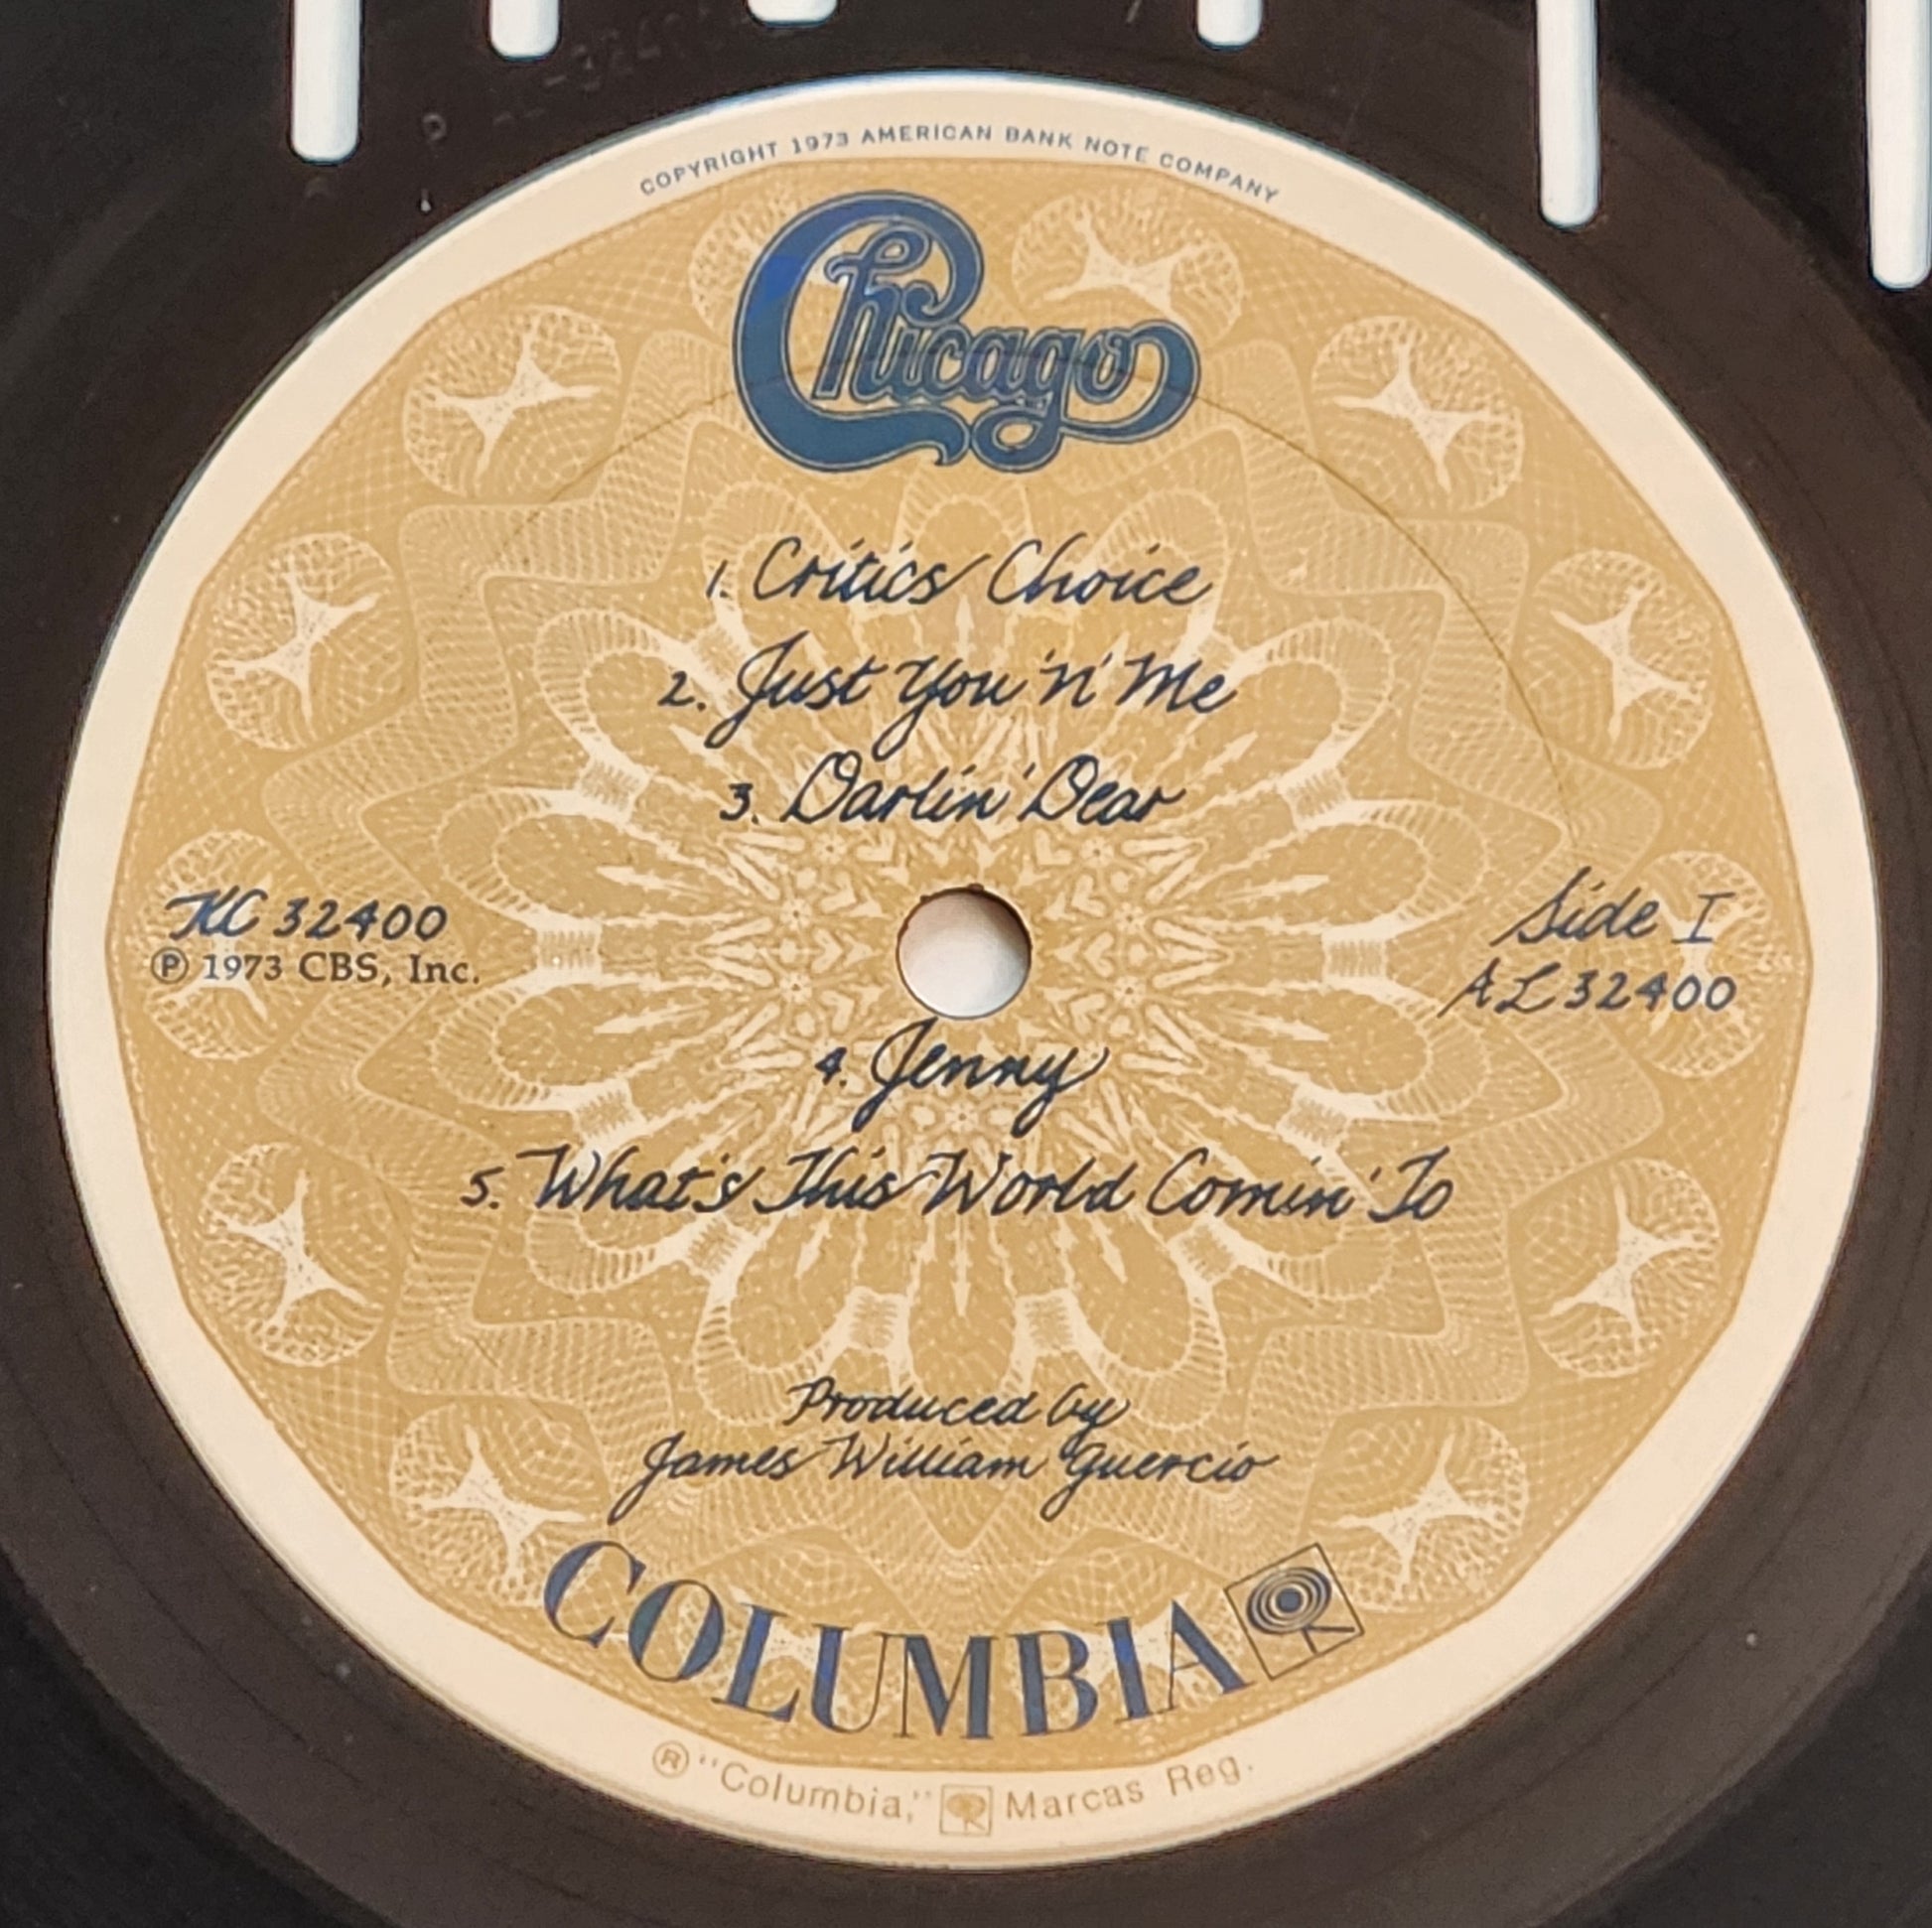 COPYRIGHT 1973 AMERICAN BANK NOTE COMPANY
Chicago
1. Critics Choice
2. Just You 'n' Me
3. Darlin' Dear
KC 32400
℗ 1973 CBS, Inc.
Side I
AL 32400
4. Jenny
5. What's This World Comin' To
Produced by
James William Guercio
COLUMBIA
® "Columbia," Marcas Reg.